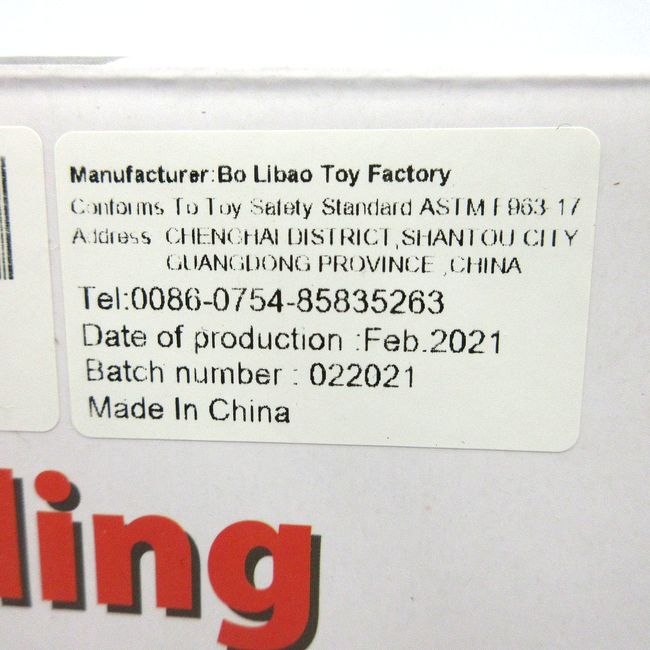 Manufacturer:Bo Libao Toy Factory
Conforms To Toy Safety Standard ASTM F963-17
Address CHENGHAI DISTRICT,SHANTOU CITY
GUANGDONG PROVINCE ,CHINA
Tel:0086-0754-85835263
Date of production :Feb.2021
Batch number : 022021
Made In China